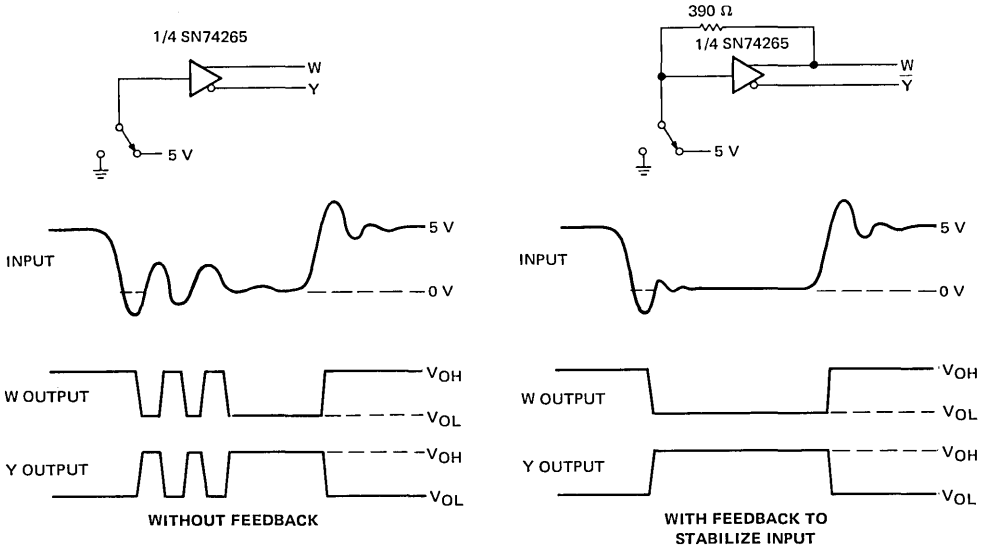 1/4 SN74265
W
Y
5 V
INPUT
5 V
0 V
W OUTPUT
VOH
VOL
Y OUTPUT
VOH
VOL
WITHOUT FEEDBACK
390 Ω
1/4 SN74265
W
Y̅
5 V
INPUT
5 V
0 V
W OUTPUT
VOH
VOL
Y OUTPUT
VOH
VOL
WITH FEEDBACK TO
STABILIZE INPUT